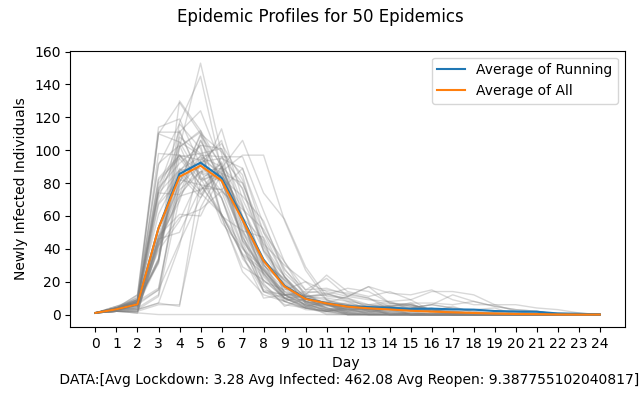 Epidemic Profiles for 50 Epidemics
160
140
120
100
80
60
40
20
0
Newly Infected Individuals
Average of Running
Average of All
0 1 2 3 4 5 6 7 8 9 10 11 12 13 14 15 16 17 18 19 20 21 22 23 24
Day
DATA:[Avg Lockdown: 3.28 Avg Infected: 462.08 Avg Reopen: 9.387755102040817]